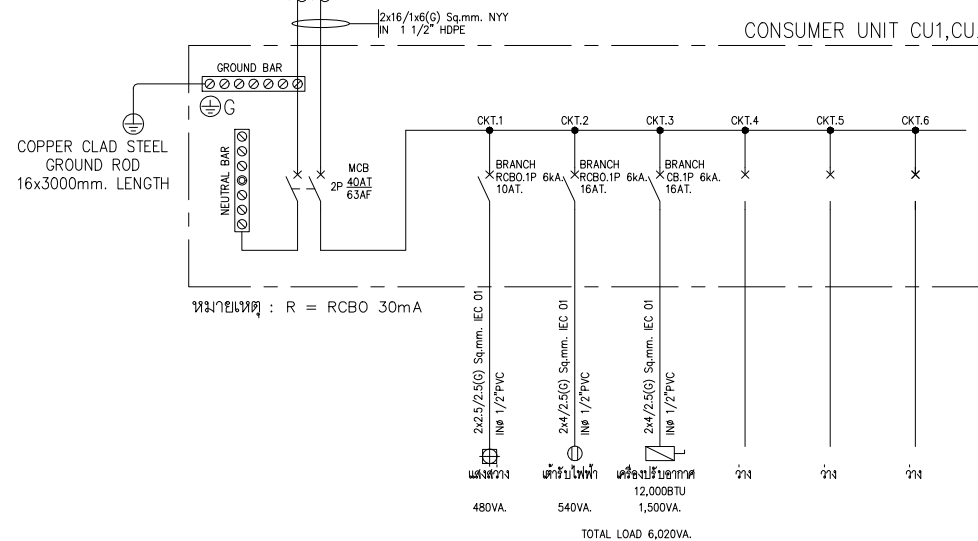 2x16/1x6(G) Sq.mm. NYY
IN 1 1/2" HDPE
CONSUMER UNIT CU1,CU
GROUND BAR
G
COPPER CLAD STEEL
GROUND ROD
16x3000mm. LENGTH
NEUTRAL BAR
MCB
2P 40AT
63AF
CKT.1
CKT.2
CKT.3
CKT.4
CKT.5
CKT.6
BRANCH
RCBO.1P 6kA.
10AT.
BRANCH
RCBO.1P 6kA.
16AT.
BRANCH
CB.1P 6kA.
16AT.
หมายเหตุ : R = RCBO 30mA
2x2.5/2.5(G) Sq.mm. IEC 01
INø 1/2"PVC
2x4/2.5(G) Sq.mm. IEC 01
INø 1/2"PVC
2x4/2.5(G) Sq.mm. IEC 01
INø 1/2"PVC
แสงสว่าง
เต้ารับไฟฟ้า
เครื่องปรับอากาศ
ว่าง
ว่าง
ว่าง
12,000BTU
480VA.
540VA.
1,500VA.
TOTAL LOAD 6,020VA.